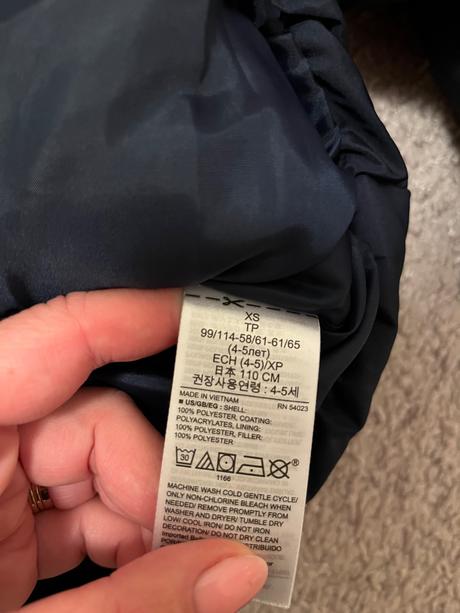 XS
TP
99/114-58/61-61/65
(4-5лет)
ECH (4-5)/XP
日本 110 CM
권장사용연령 : 4-5세
MADE IN VIETNAM RN 54023
■ US/GB/EG : SHELL:
100% POLYESTER, COATING:
POLYACRYLATES, LINING:
100% POLYESTER, FILLER:
100% POLYESTER
30 ®
1166
MACHINE WASH COLD GENTLE CYCLE/
ONLY NON-CHLORINE BLEACH WHEN
NEEDED/ REMOVE PROMPTLY FROM
WASHER AND DRYER/ TUMBLE DRY
LOW/ COOL IRON/ DO NOT IRON
DECORATION/ DO NOT DRY CLEAN
Imported